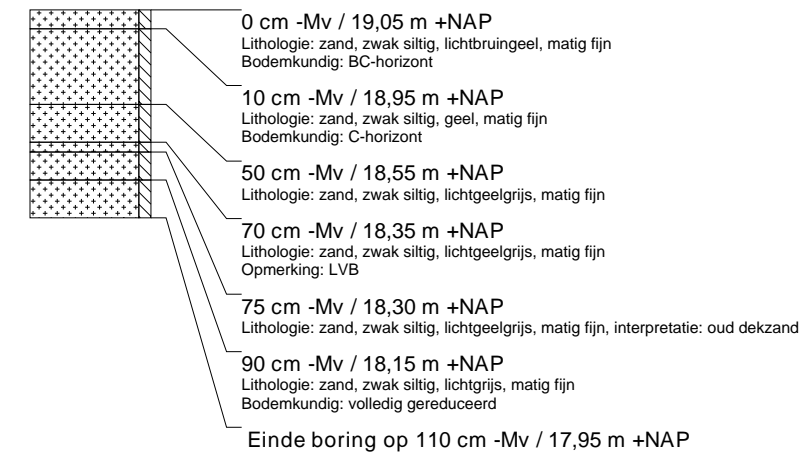 0 cm -Mv / 19,05 m +NAP
Lithologie: zand, zwak siltig, lichtbruingeel, matig fijn
Bodemkundig: BC-horizont
10 cm -Mv / 18,95 m +NAP
Lithologie: zand, zwak siltig, geel, matig fijn
Bodemkundig: C-horizont
50 cm -Mv / 18,55 m +NAP
Lithologie: zand, zwak siltig, lichtgeelgrijs, matig fijn
70 cm -Mv / 18,35 m +NAP
Lithologie: zand, zwak siltig, lichtgeelgrijs, matig fijn
Opmerking: LVB
75 cm -Mv / 18,30 m +NAP
Lithologie: zand, zwak siltig, lichtgeelgrijs, matig fijn, interpretatie: oud dekzand
90 cm -Mv / 18,15 m +NAP
Lithologie: zand, zwak siltig, lichtgrijs, matig fijn
Bodemkundig: volledig gereduceerd
Einde boring op 110 cm -Mv / 17,95 m +NAP